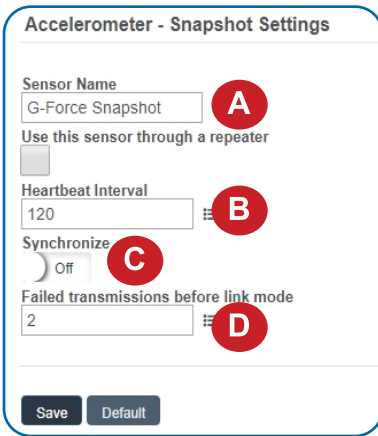 Accelerometer - Snapshot Settings
Sensor Name
G-Force Snapshot
A
Use this sensor through a repeater
Heartbeat Interval
120
B
Synchronize
Off
C
Failed transmissions before link mode
2
D
Save Default